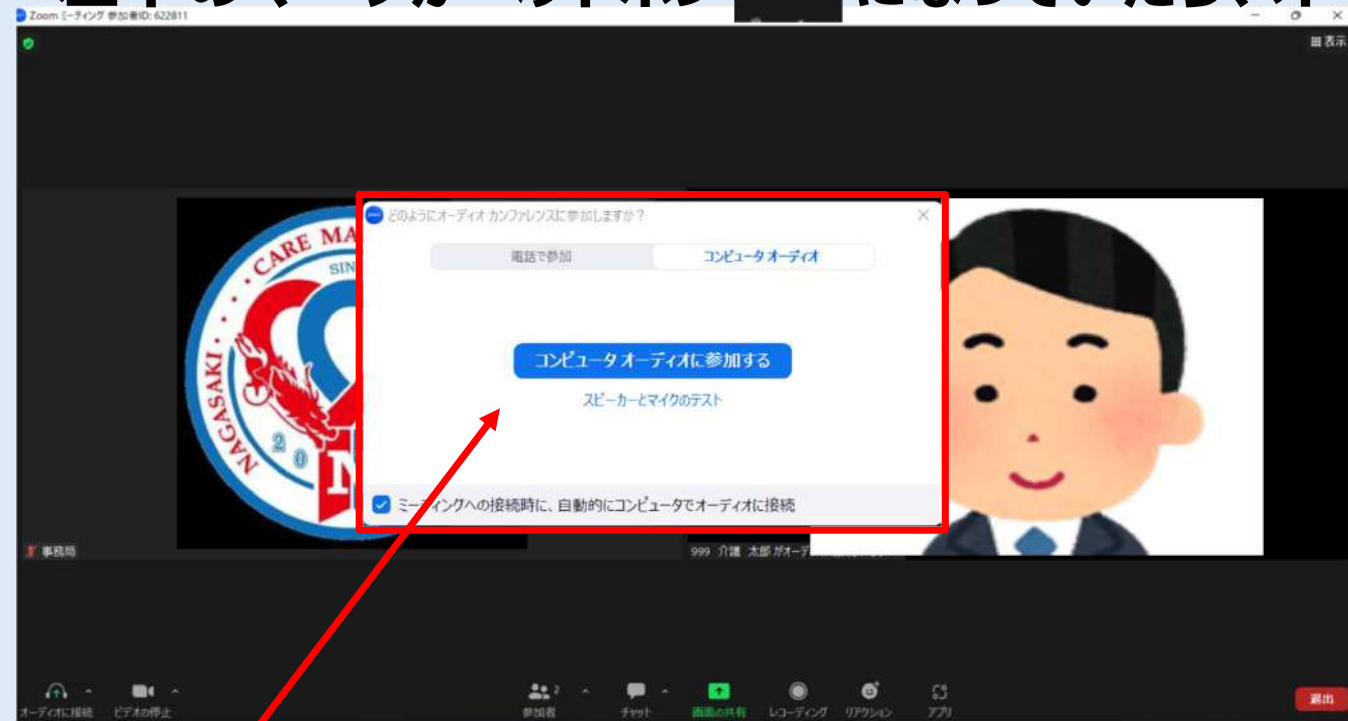 Zoom ミーティング 参加者ID: 622811
表示
CARE MA
SIN
NAGASAKI
20
どのようにオーディオ カンファレンスに参加しますか？
電話で参加
コンピュータ オーディオ
コンピュータ オーディオに参加する
スピーカーとマイクのテスト
ミーティングへの接続時に、自動的にコンピュータでオーディオに接続
事務局
999 介護 太郎 がオーデ
オーディオに接続
ビデオの停止
2
参加者
チャット
画面の共有
レコーディング
リアクション
アプリ
退出